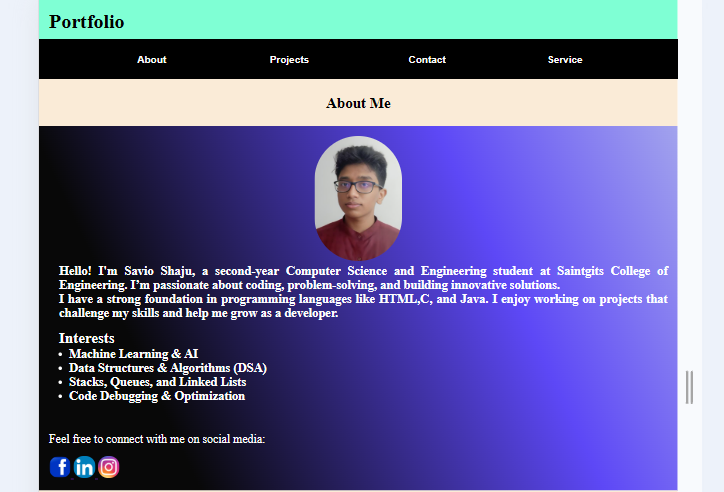 Portfolio
About Projects Contact Service
About Me
Hello! I'm Savio Shaju, a second-year Computer Science and Engineering student at Saintgits College of
Engineering. I’m passionate about coding, problem-solving, and building innovative solutions.
I have a strong foundation in programming languages like HTML,C, and Java. I enjoy working on projects that
challenge my skills and help me grow as a developer.
Interests
• Machine Learning & AI
• Data Structures & Algorithms (DSA)
• Stacks, Queues, and Linked Lists
• Code Debugging & Optimization
Feel free to connect with me on social media:
f in